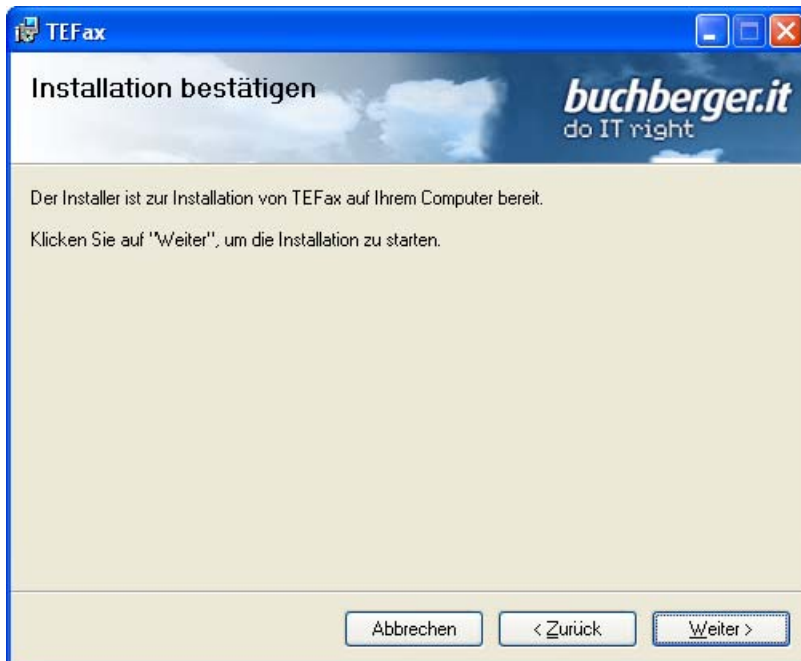 TEFax
Installation bestätigen
buchberger.it
do IT right
Der Installer ist zur Installation von TEFax auf Ihrem Computer bereit.
Klicken Sie auf "Weiter", um die Installation zu starten.
Abbrechen
< Zurück
Weiter >